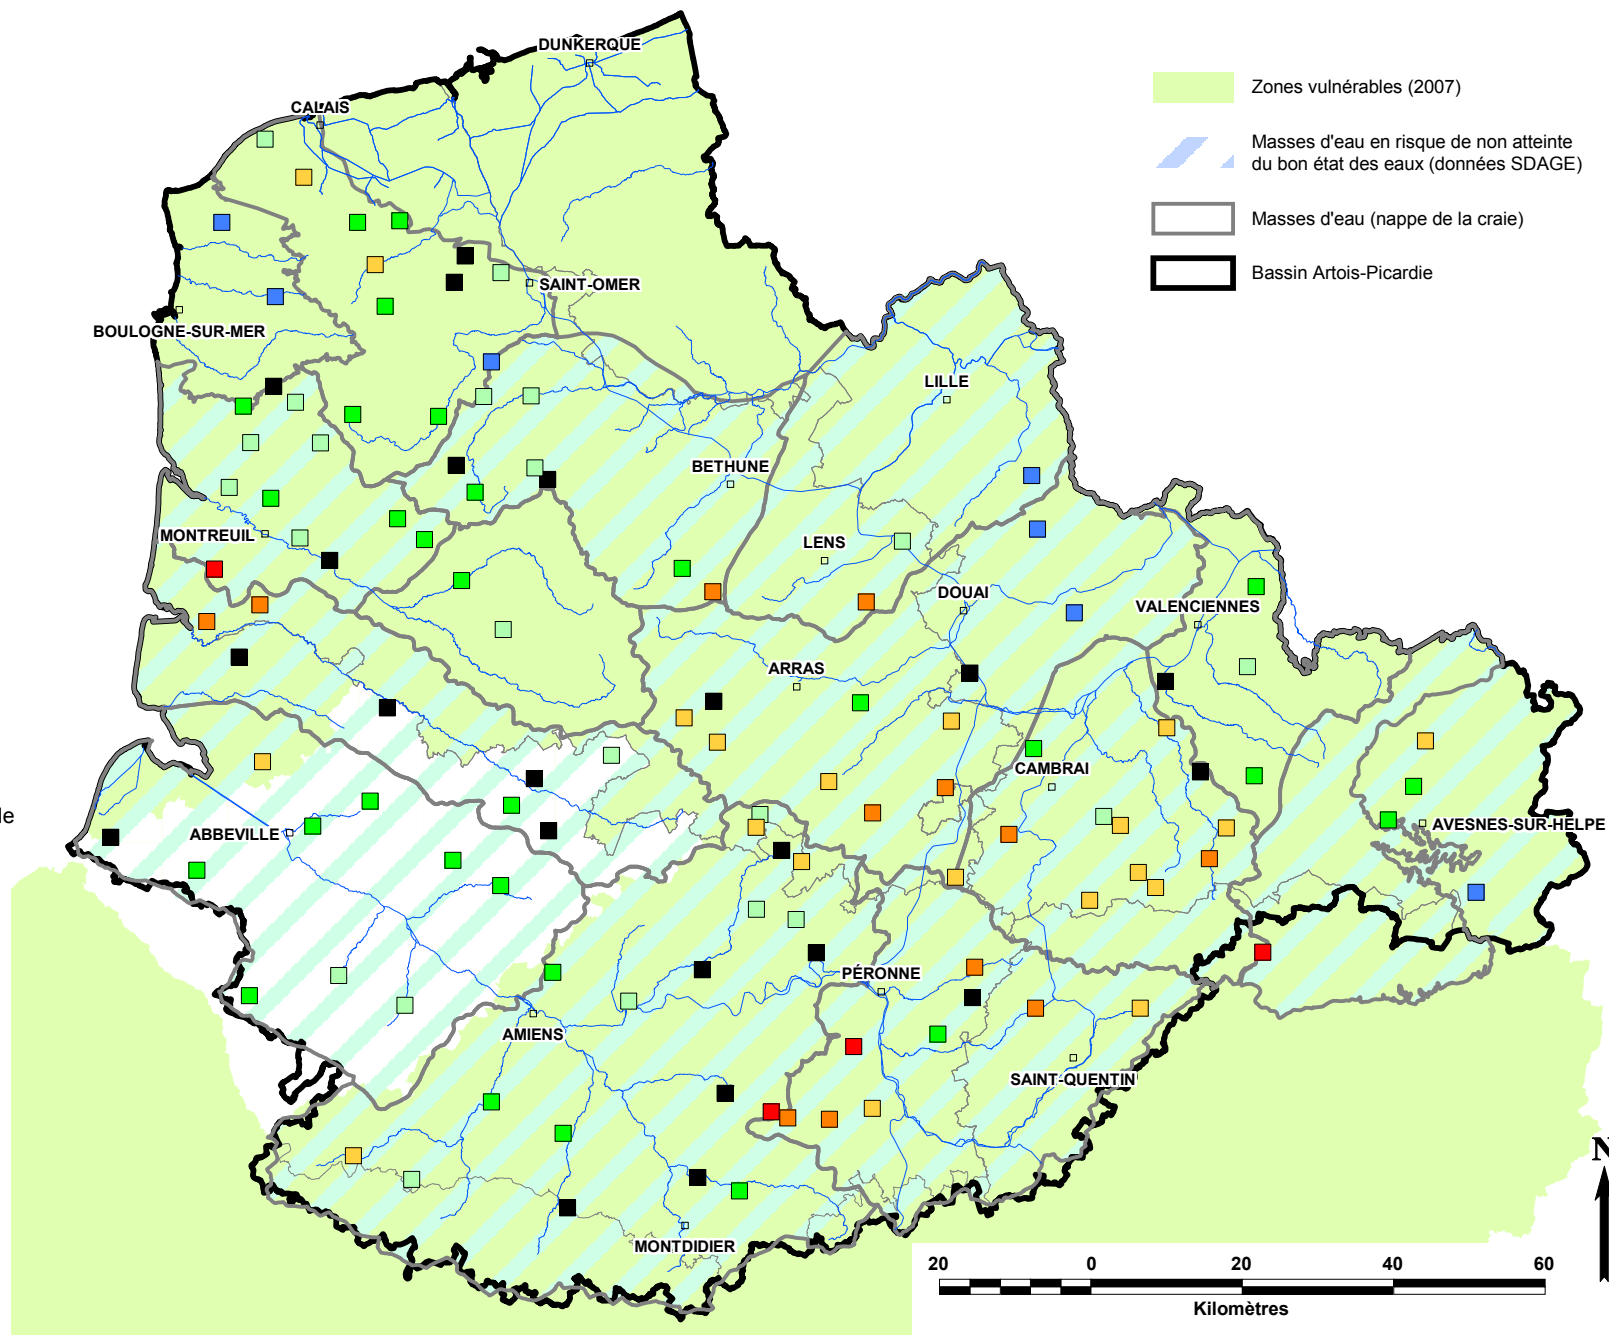 DUNKERQUE
Zones vulnérables (2007)
CALAIS
Masses d'eau en risque de non atteinte
du bon état des eaux (données SDAGE)
Masses d'eau (nappe de la craie)
Bassin Artois-Picardie
SAINT-OMER
BOULOGNE-SUR-MER
LILLE
BETHUNE
MONTREUIL
LENS
DOUAI
VALENCIENNES
ARRAS
CAMBRAI
le
ABBEVILLE
AVESNES-SUR-HELPE
PÉRONNE
AMIENS
SAINT-QUENTIN
N
MONTDIDIER
20 0 20 40 60
Kilomètres